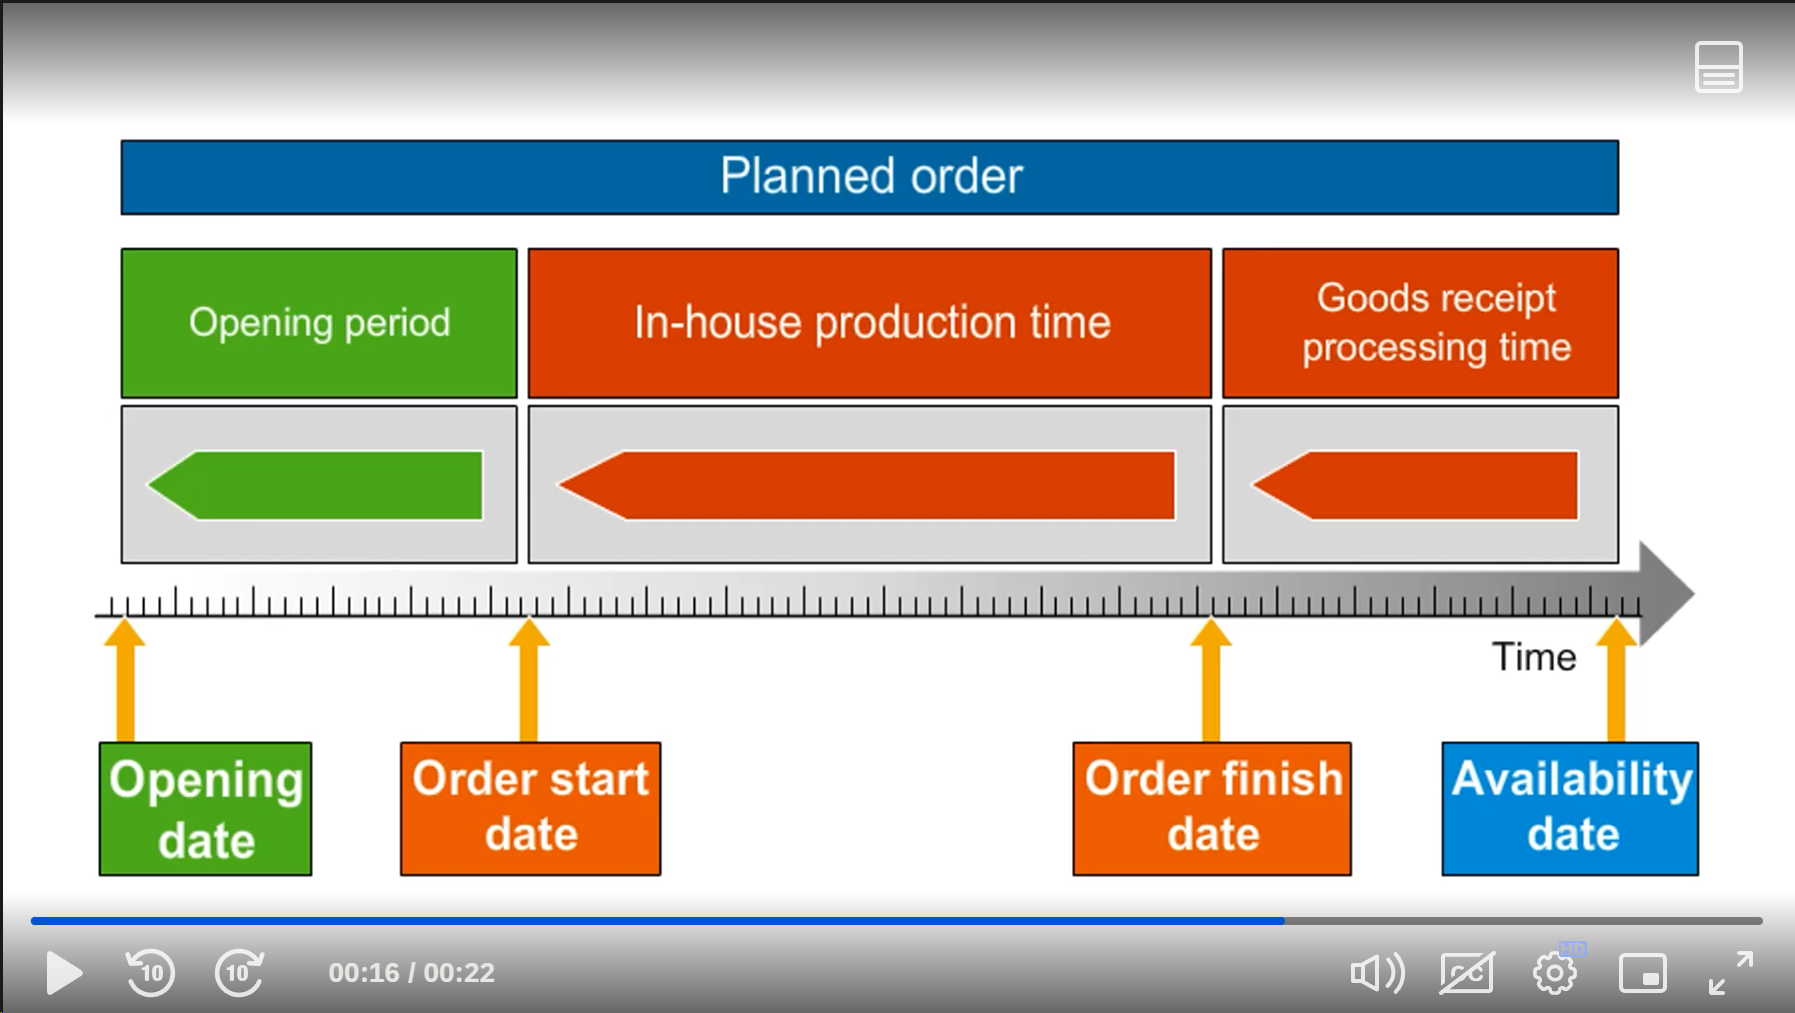 Planned order
Opening period
In-house production time
Goods receipt
processing time
Time
Opening
date
Order start
date
Order finish
date
Availability
date
10
10
00:16 / 00:22
CC
HD